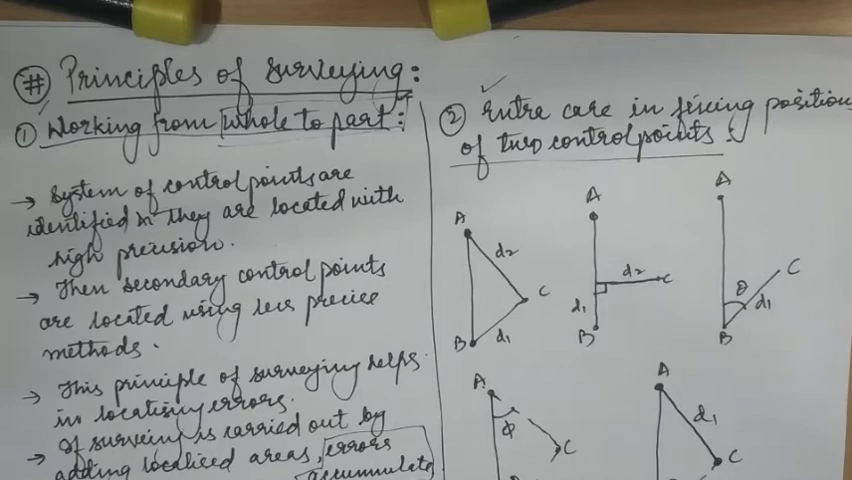 # Principles of surveying:
① Working from whole to part:
→ System of control points are
identified & they are located with
high precision.
→ Then secondary control points
are located using less precise
methods.
→ This principle of surveying helps
in localising errors.
→ If surveing is carried out by
adding localised areas, errors
accumulate
② Extra care in fixing position
of two control points:
A
d2
C
B
d1
A
d2
C
d1
B
A
C
θ
d1
B
A
Φ
C
A
d1
C